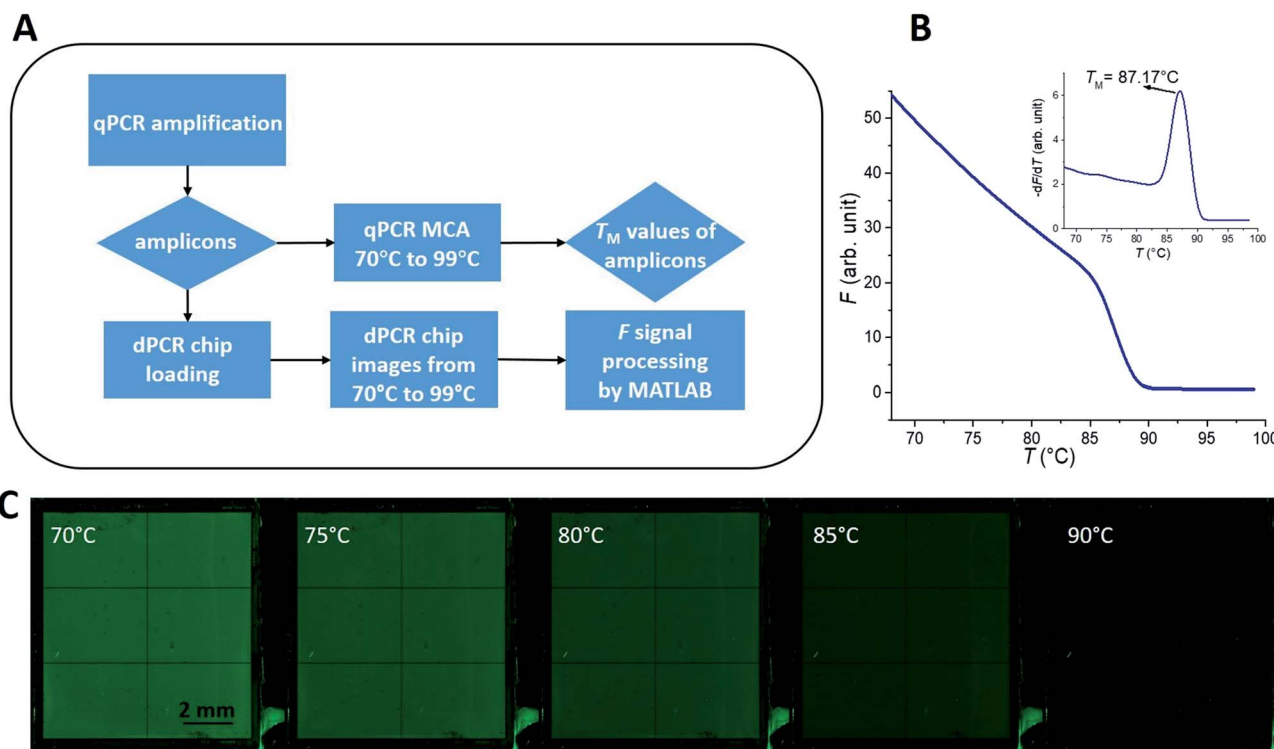 A
qPCR amplification
amplicons
qPCR MCA
70°C to 99°C
T_M values of
amplicons
dPCR chip
loading
dPCR chip
images from
70°C to 99°C
F signal
processing
by MATLAB
B
F (arb. unit)
50
40
30
20
10
0
70 75 80 85 90 95 100
T (°C)
T_M = 87.17°C
-dF/dT (arb. unit)
6
4
2
0
70 75 80 85 90 95 100
T (°C)
C
70°C
75°C
80°C
85°C
90°C
2 mm